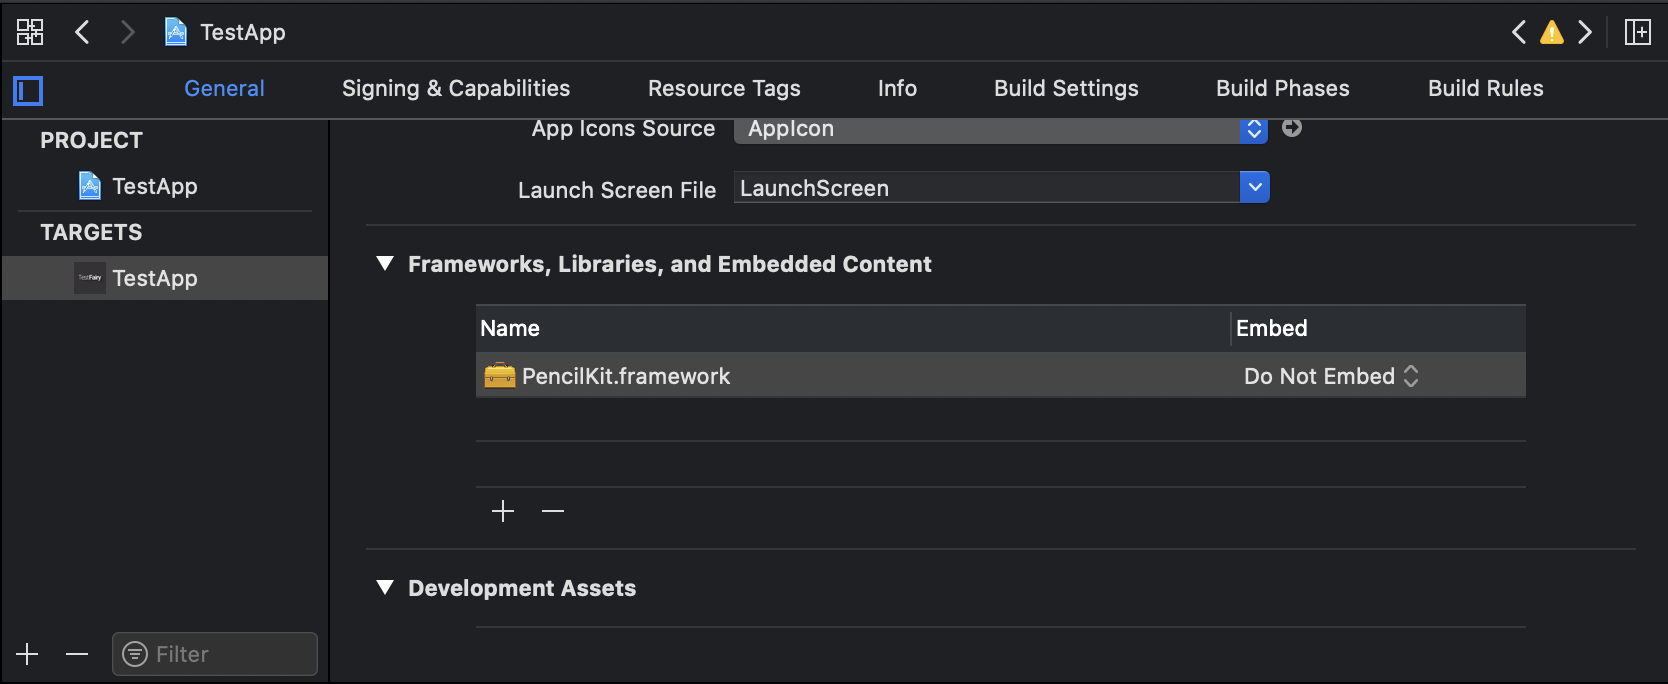 TestApp
General Signing & Capabilities Resource Tags Info Build Settings Build Phases Build Rules
PROJECT
TestApp
TARGETS
TestFairy TestApp
App Icons Source AppIcon
Launch Screen File LaunchScreen
Frameworks, Libraries, and Embedded Content
Name Embed
PencilKit.framework Do Not Embed
Development Assets
Filter